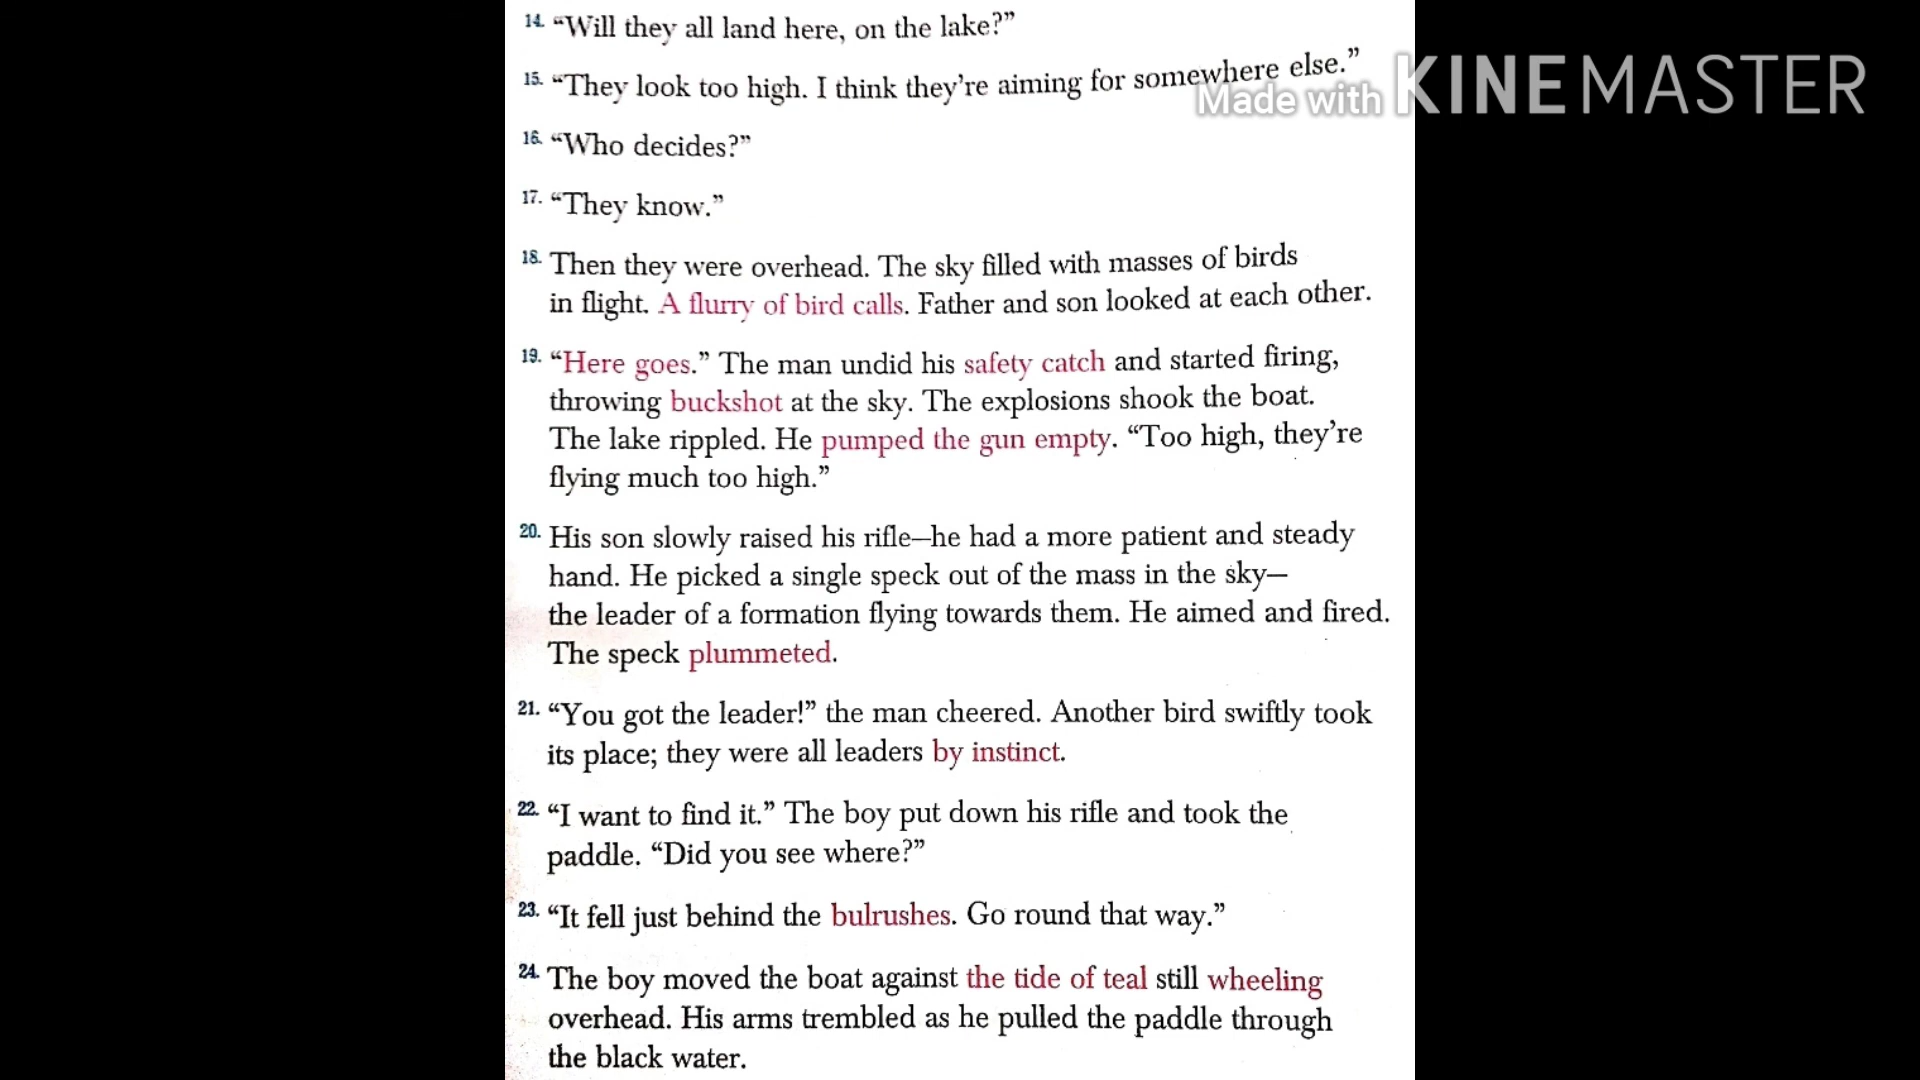 14. “Will they all land here, on the lake?”
15. “They look too high. I think they’re aiming for somewhere else.”
Made with KINEMASTER
16. “Who decides?”
17. “They know.”
18. Then they were overhead. The sky filled with masses of birds
in flight. A flurry of bird calls. Father and son looked at each other.
19. “Here goes.” The man undid his safety catch and started firing,
throwing buckshot at the sky. The explosions shook the boat.
The lake rippled. He pumped the gun empty. “Too high, they’re
flying much too high.”
20. His son slowly raised his rifle—he had a more patient and steady
hand. He picked a single speck out of the mass in the sky—
the leader of a formation flying towards them. He aimed and fired.
The speck plummeted.
21. “You got the leader!” the man cheered. Another bird swiftly took
its place; they were all leaders by instinct.
22. “I want to find it.” The boy put down his rifle and took the
paddle. “Did you see where?”
23. “It fell just behind the bulrushes. Go round that way.”
24. The boy moved the boat against the tide of teal still wheeling
overhead. His arms trembled as he pulled the paddle through
the black water.